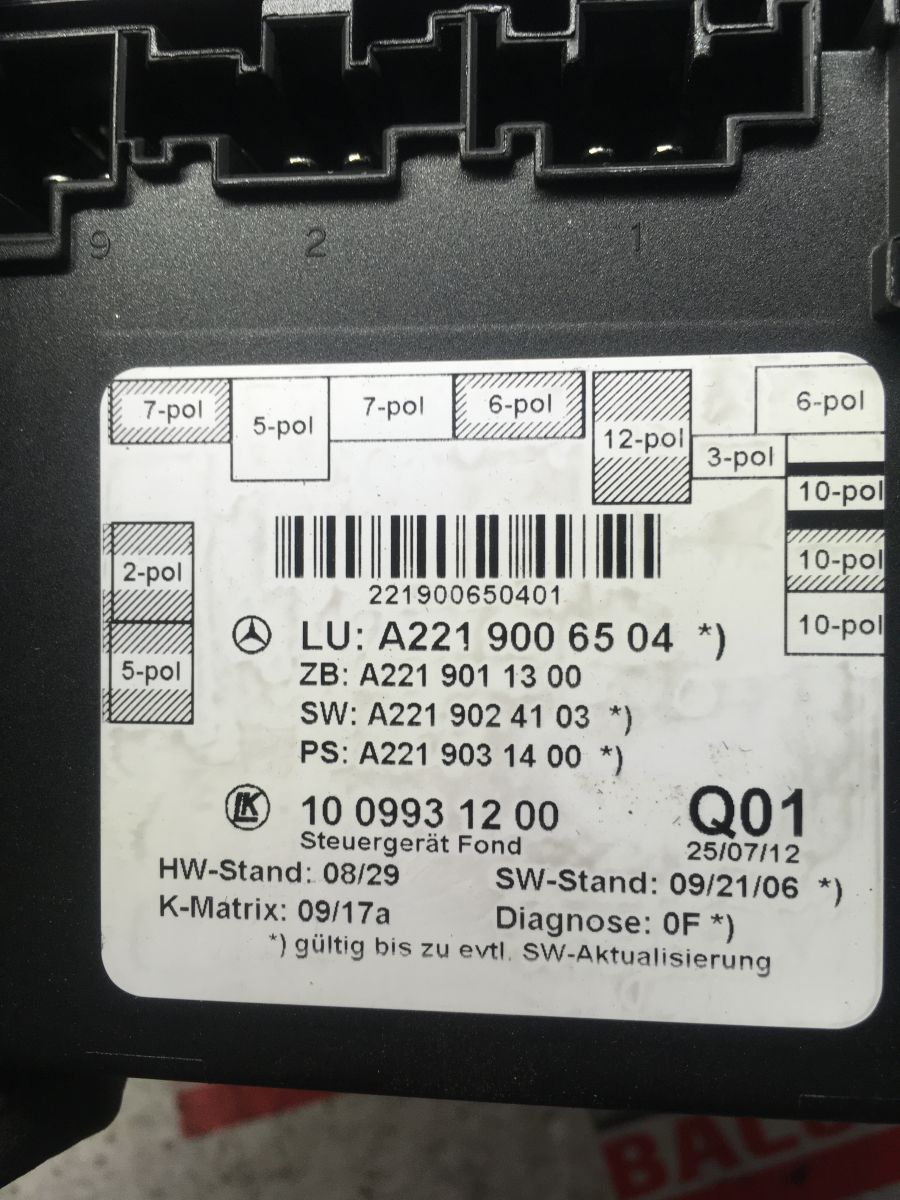 9 2 1
7-pol 5-pol 7-pol 6-pol 12-pol 6-pol
3-pol
10-pol
2-pol 10-pol
5-pol 10-pol
221900650401
LU: A221 900 65 04 *)
ZB: A221 901 13 00
SW: A221 902 41 03 *)
PS: A221 903 14 00 *)
LK 10 0993 12 00 Q01
Steuergerät Fond 25/07/12
HW-Stand: 08/29 SW-Stand: 09/21/06 *)
K-Matrix: 09/17a Diagnose: 0F *)
*) gültig bis zu evtl. SW-Aktualisierung